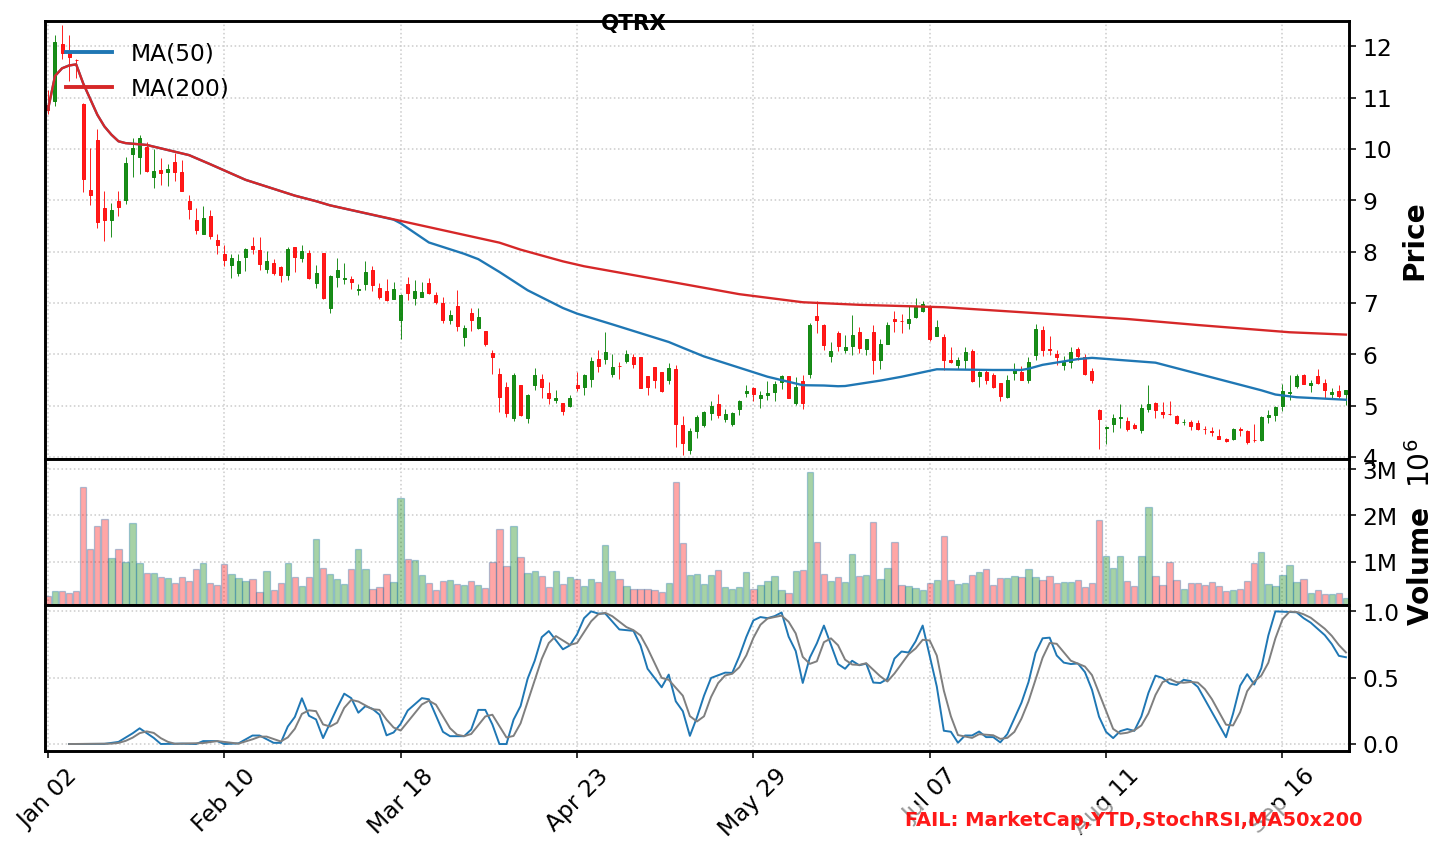 QTRX
MA(50)
MA(200)
12
11
10
9
8
7
6
5
4
Price
3M
2M
1M
Volume 10^6
1.0
0.5
0.0
Jan 02
Feb 10
Mar 18
Apr 23
May 29
Jul 07
Aug 11
Sep 16
FAIL: MarketCap,YTD,StochRSI,MA50x200